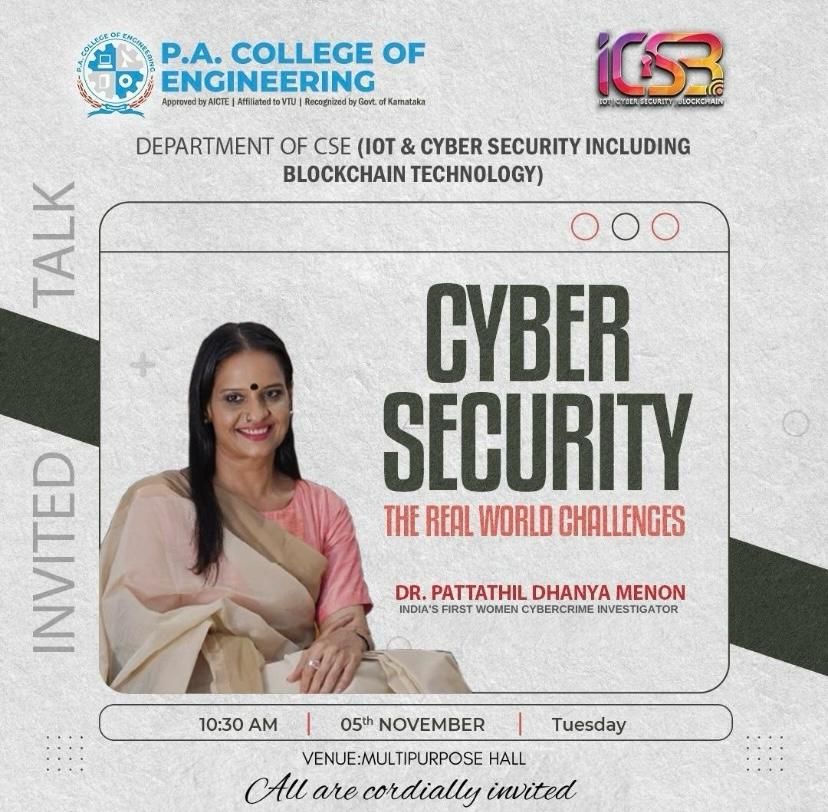 P.A. COLLEGE OF ENGINEERING
P.A. COLLEGE OF
ENGINEERING
Approved by AICTE | Affiliated to VTU | Recognized by Govt. of Karnataka
iCSB
IOT CYBER SECURITY, BLOCKCHAIN
DEPARTMENT OF CSE (IOT & CYBER SECURITY INCLUDING
BLOCKCHAIN TECHNOLOGY)
INVITED TALK
CYBER
SECURITY
THE REAL WORLD CHALLENGES
DR. PATTATHIL DHANYA MENON
INDIA'S FIRST WOMEN CYBERCRIME INVESTIGATOR
10:30 AM | 05th NOVEMBER | Tuesday
VENUE:MULTIPURPOSE HALL
All are cordially invited